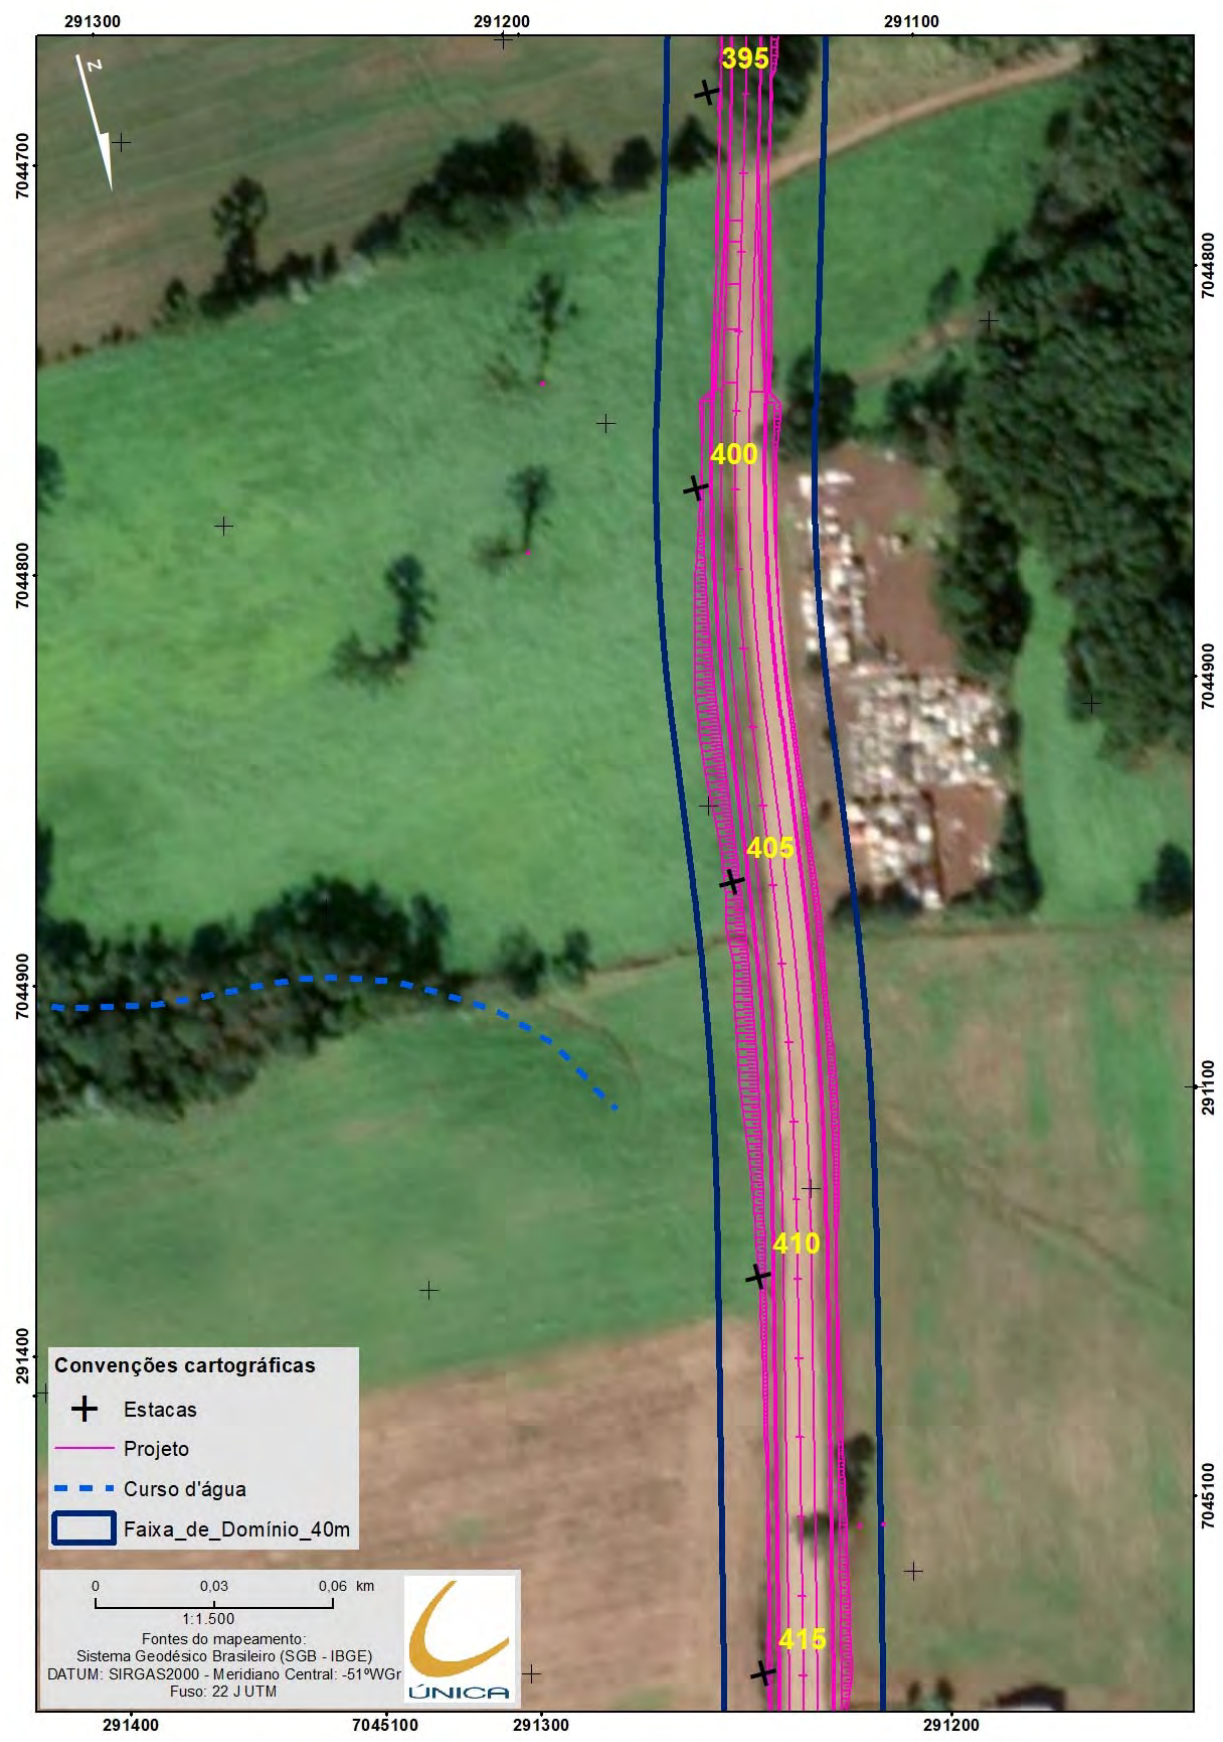 291300 291200 291100
N
7044700
7044800
7044900
291400
7044800
7044900
291100
7045100
395
400
405
410
415
Convenções cartográficas
Estacas
Projeto
Curso d'água
Faixa_de_Domínio_40m
0 0,03 0,06 km
1:1.500
Fontes do mapeamento:
Sistema Geodésico Brasileiro (SGB - IBGE)
DATUM: SIRGAS2000 - Meridiano Central: -51ºWGr
Fuso: 22 J UTM
ÚNICA
291400 7045100 291300 291200